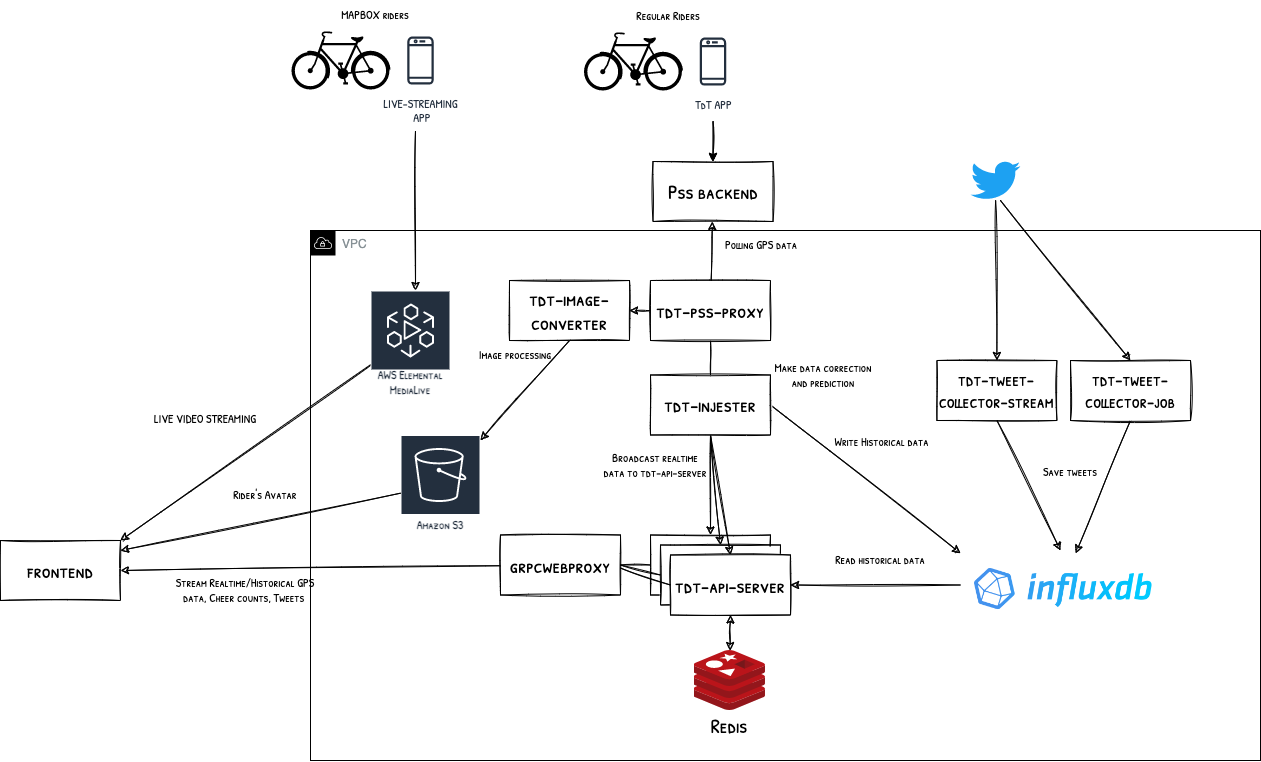 MAPBOX RIDERS
REGULAR RIDERS
LIVE-STREAMING
APP
TDT APP
PSS BACKEND
VPC
POLLING GPS DATA
TDT-IMAGE-
CONVERTER
TDT-PSS-PROXY
IMAGE PROCESSING
AWS ELEMENTAL
MEDIALIVE
MAKE DATA CORRECTION
AND PREDICTION
TDT-TWEET-
COLLECTOR-STREAM
TDT-TWEET-
COLLECTOR-JOB
TDT-INJESTER
LIVE VIDEO STREAMING
WRITE HISTORICAL DATA
BROADCAST REALTIME
DATA TO TDT-API-SERVER
SAVE TWEETS
RIDER'S AVATAR
AMAZON S3
FRONTEND
GRPCWEBPROXY
READ HISTORICAL DATA
TDT-API-SERVER
influxdb
STREAM REALTIME/HISTORICAL GPS
DATA, CHEER COUNTS, TWEETS
REDIS